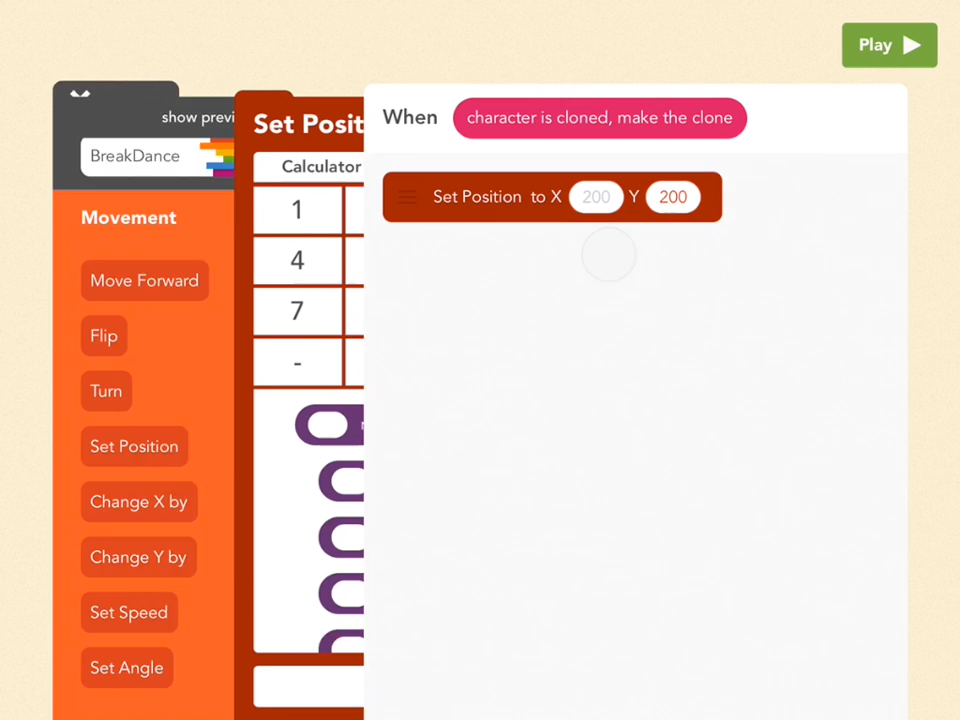 Play
show previ
BreakDance
Movement
Move Forward
Flip
Turn
Set Position
Change X by
Change Y by
Set Speed
Set Angle
Set Posit
Calculator
1
4
7
-
When character is cloned, make the clone
Set Position to X 200 Y 200